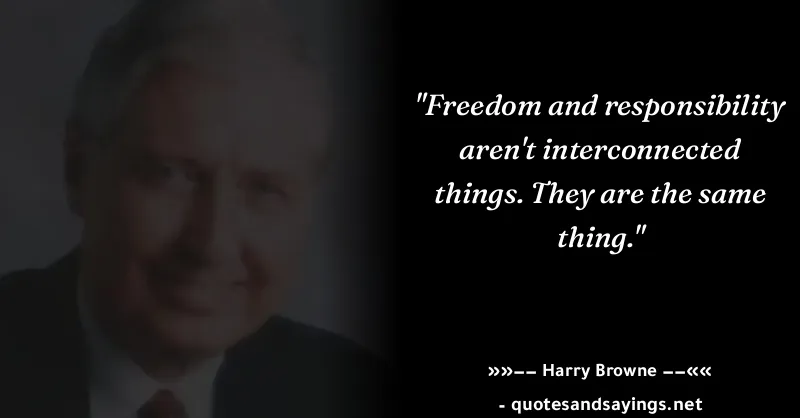 "Freedom and responsibility
aren't interconnected
things. They are the same
thing."
»»–– Harry Browne ––««
- quotesandsayings.net